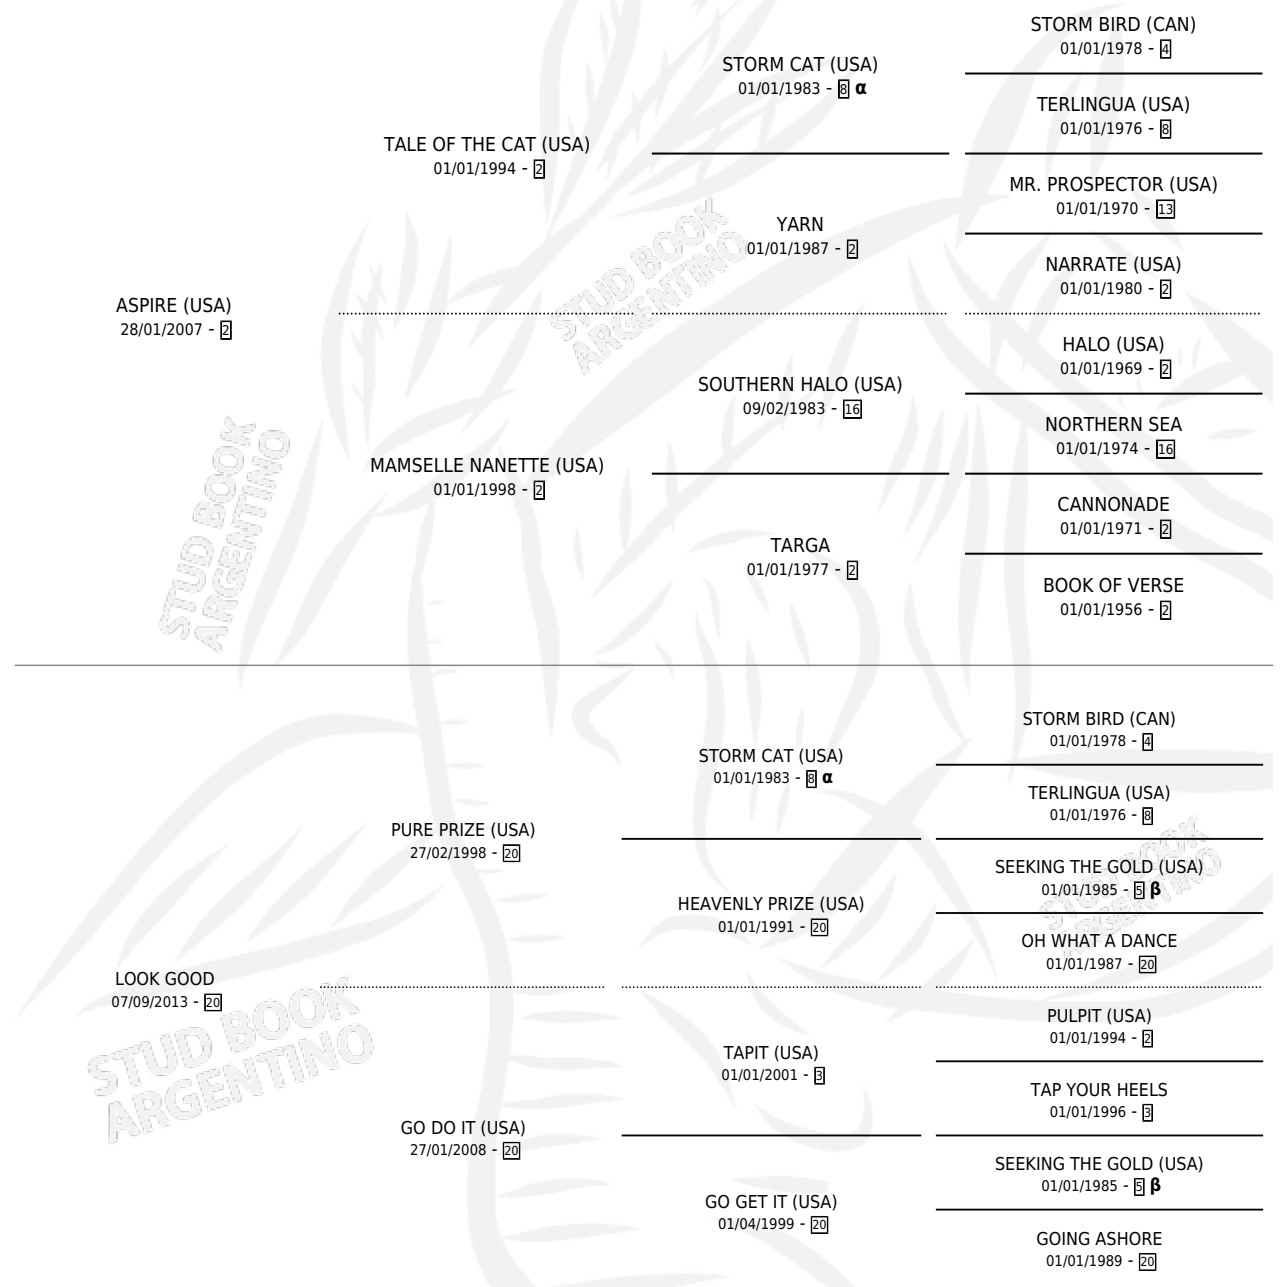 STORM BIRD (CAN)
01/01/1978 - 4
STORM CAT (USA)
01/01/1983 - 8 α
TERLINGUA (USA)
01/01/1976 - 8
TALE OF THE CAT (USA)
01/01/1994 - 2
MR. PROSPECTOR (USA)
01/01/1970 - 13
YARN
01/01/1987 - 2
NARRATE (USA)
01/01/1980 - 2
ASPIRE (USA)
28/01/2007 - 2
HALO (USA)
01/01/1969 - 2
SOUTHERN HALO (USA)
09/02/1983 - 16
NORTHERN SEA
01/01/1974 - 16
MAMSELLE NANETTE (USA)
01/01/1998 - 2
CANNONADE
01/01/1971 - 2
TARGA
01/01/1977 - 2
BOOK OF VERSE
01/01/1956 - 2
STUD BOOK
ARGENTINO
STUD BOOK
ARGENTINO
STORM BIRD (CAN)
01/01/1978 - 4
STORM CAT (USA)
01/01/1983 - 8 α
TERLINGUA (USA)
01/01/1976 - 8
PURE PRIZE (USA)
27/02/1998 - 20
SEEKING THE GOLD (USA)
01/01/1985 - 5 β
HEAVENLY PRIZE (USA)
01/01/1991 - 20
OH WHAT A DANCE
01/01/1987 - 20
LOOK GOOD
07/09/2013 - 20
PULPIT (USA)
01/01/1994 - 2
TAPIT (USA)
01/01/2001 - 3
TAP YOUR HEELS
01/01/1996 - 3
GO DO IT (USA)
27/01/2008 - 20
SEEKING THE GOLD (USA)
01/01/1985 - 5 β
GO GET IT (USA)
01/04/1999 - 20
GOING ASHORE
01/01/1989 - 20
STUD BOOK
ARGENTINO
STUD BOOK
ARGENTINO